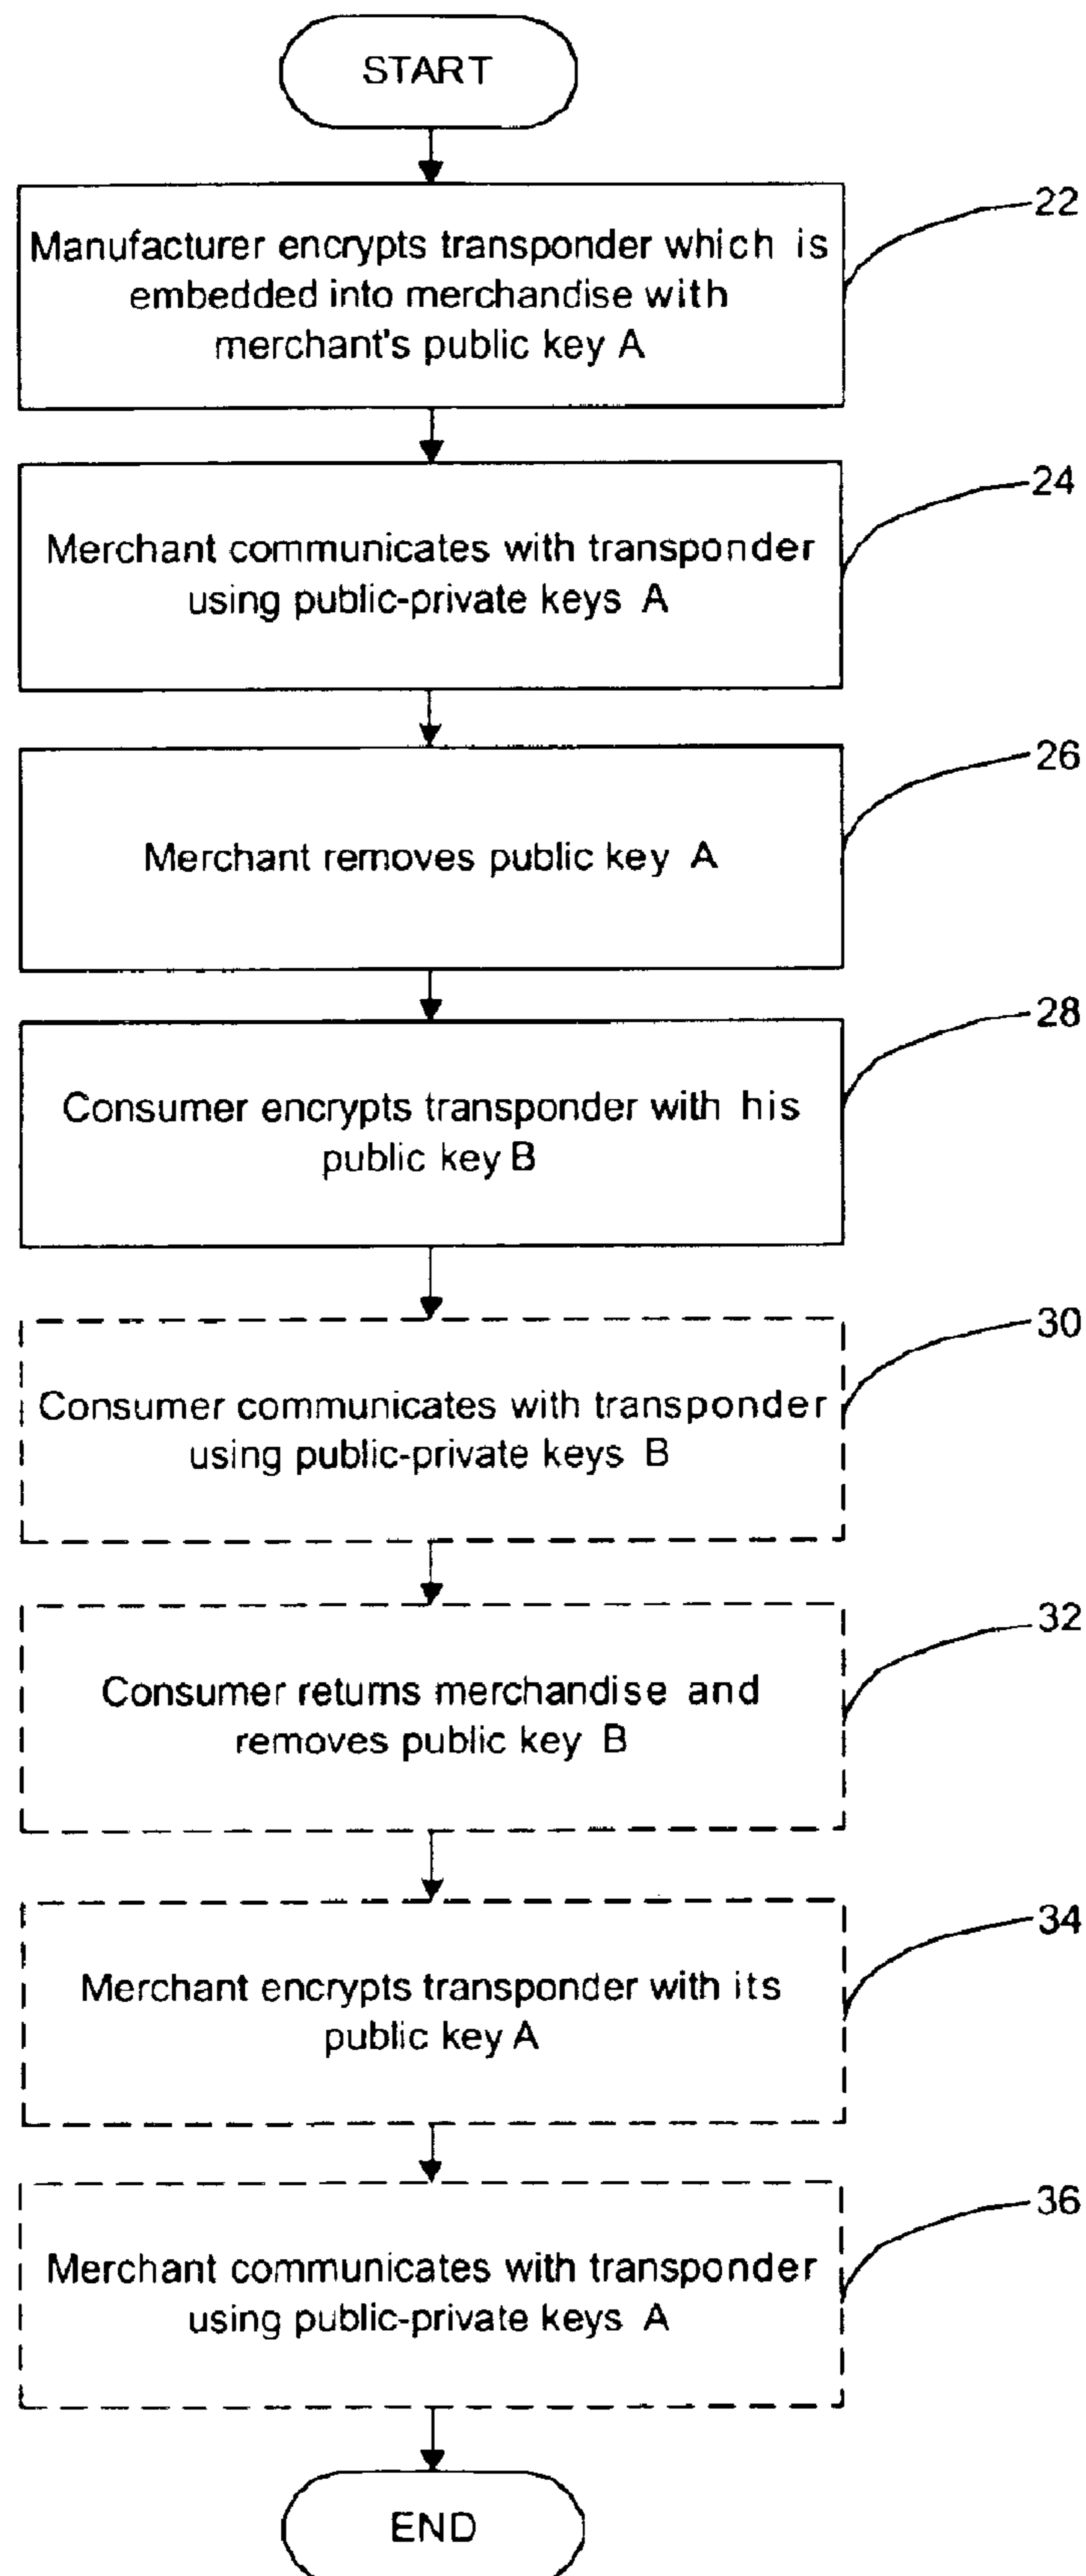 START
Manufacturer encrypts transponder which is
embedded into merchandise with
merchant's public key A
22
Merchant communicates with transponder
using public-private keys A
24
Merchant removes public key A
26
Consumer encrypts transponder with his
public key B
28
Consumer communicates with transponder
using public-private keys B
30
Consumer returns merchandise and
removes public key B
32
Merchant encrypts transponder with its
public key A
34
Merchant communicates with transponder
using public-private keys A
36
END